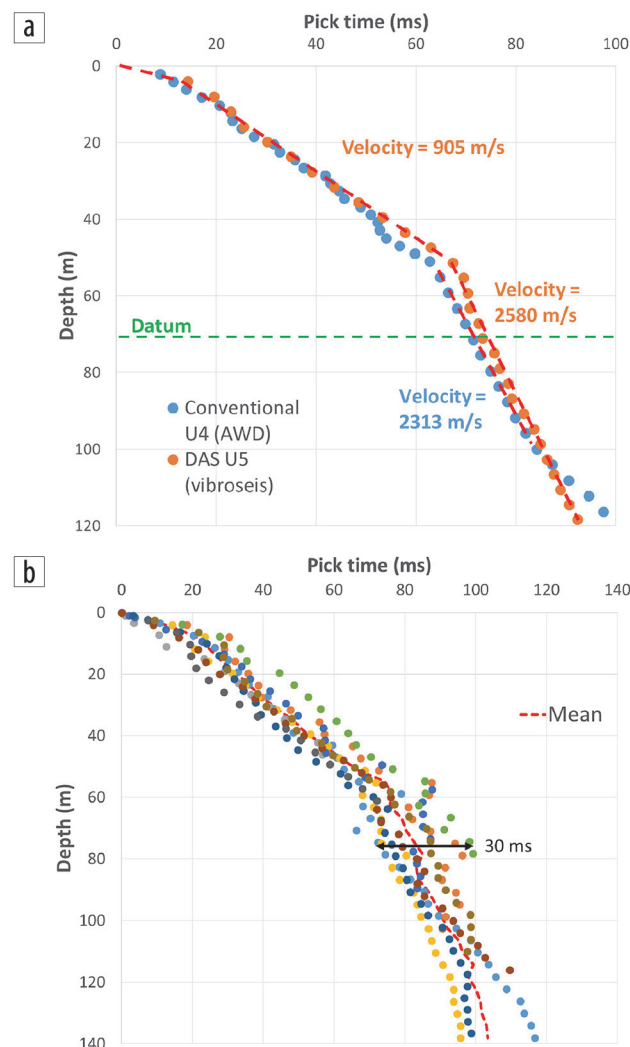 a
Pick time (ms)
0 20 40 60 80 100
0
20
40
60
80
100
120
Depth (m)
Velocity = 905 m/s
Velocity =
2580 m/s
Datum
Velocity =
2313 m/s
Conventional
U4 (AWD)
DAS U5
(vibroseis)
b
Pick time (ms)
0 20 40 60 80 100 120 140
0
20
40
60
80
100
120
140
Depth (m)
Mean
30 ms